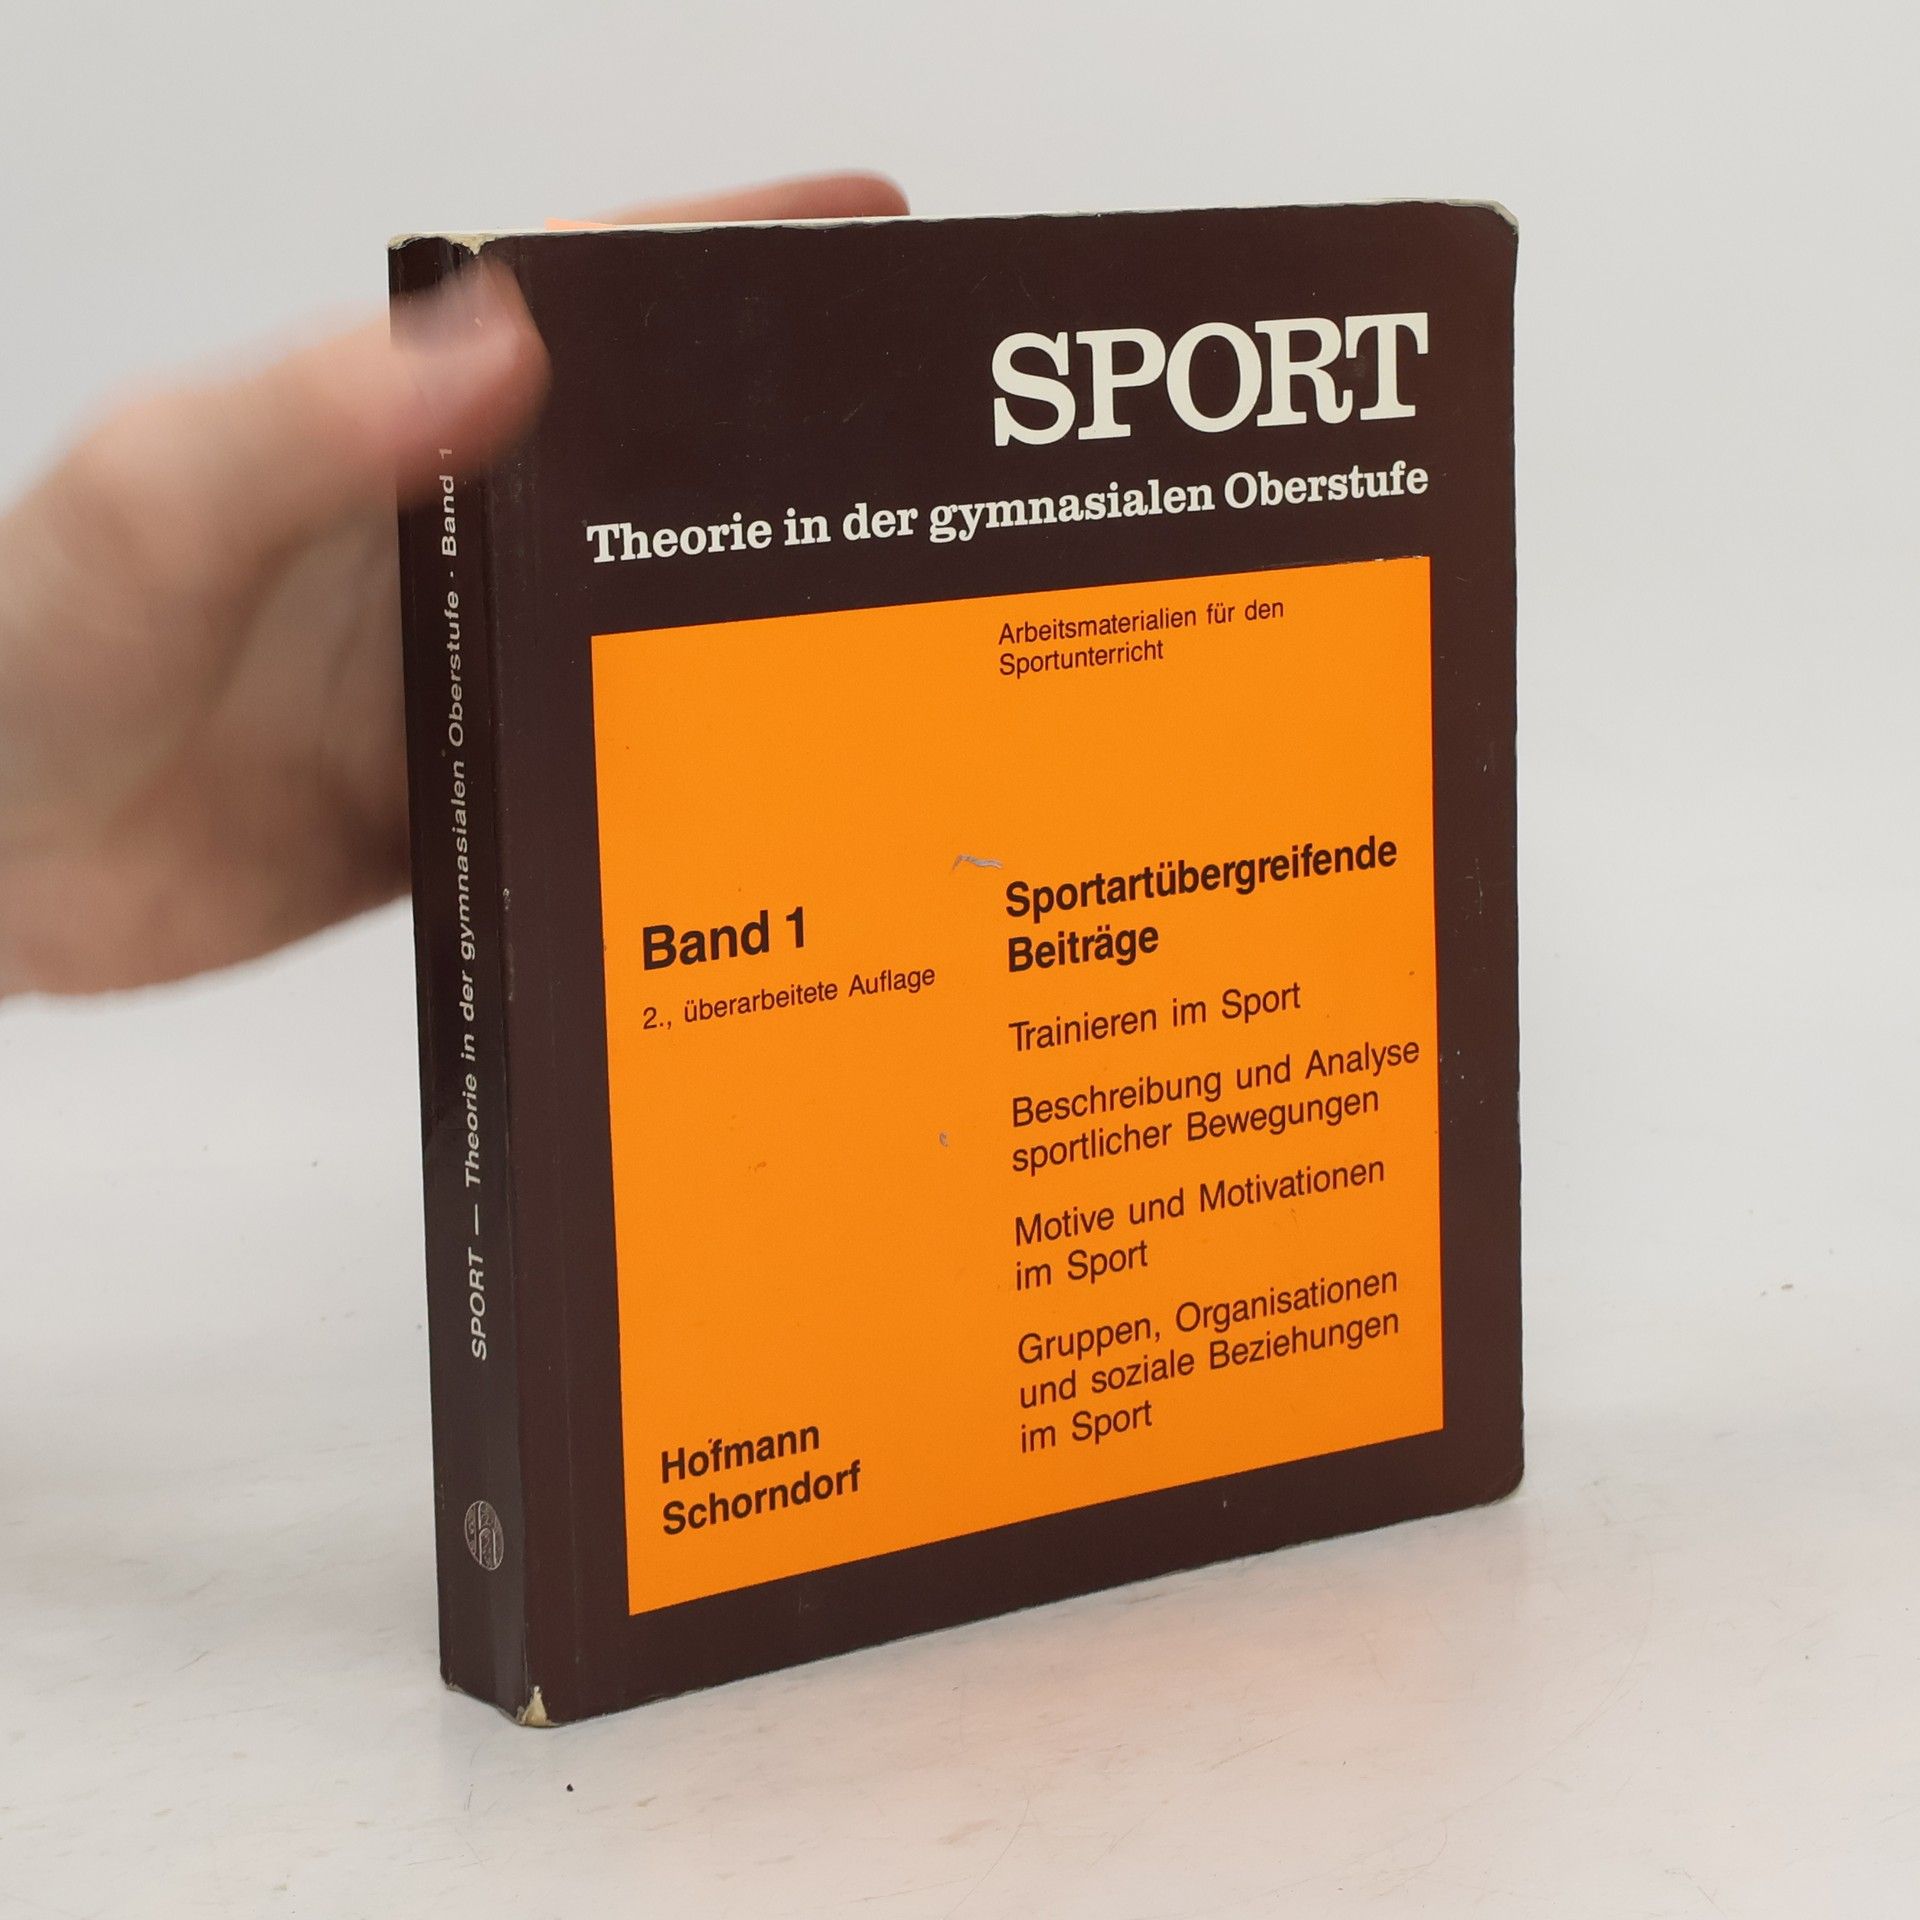 SPORT
Theorie in der gymnasialen Oberstufe
Arbeitsmaterialien für den
Sportunterricht
Band 1
2., überarbeitete Auflage
Sportartübergreifende
Beiträge
Trainieren im Sport
Beschreibung und Analyse
sportlicher Bewegungen
Motive und Motivationen
im Sport
Gruppen, Organisationen
und soziale Beziehungen
im Sport
Hofmann
Schorndorf
SPORT — Theorie in der gymnasialen Oberstufe · Band 1